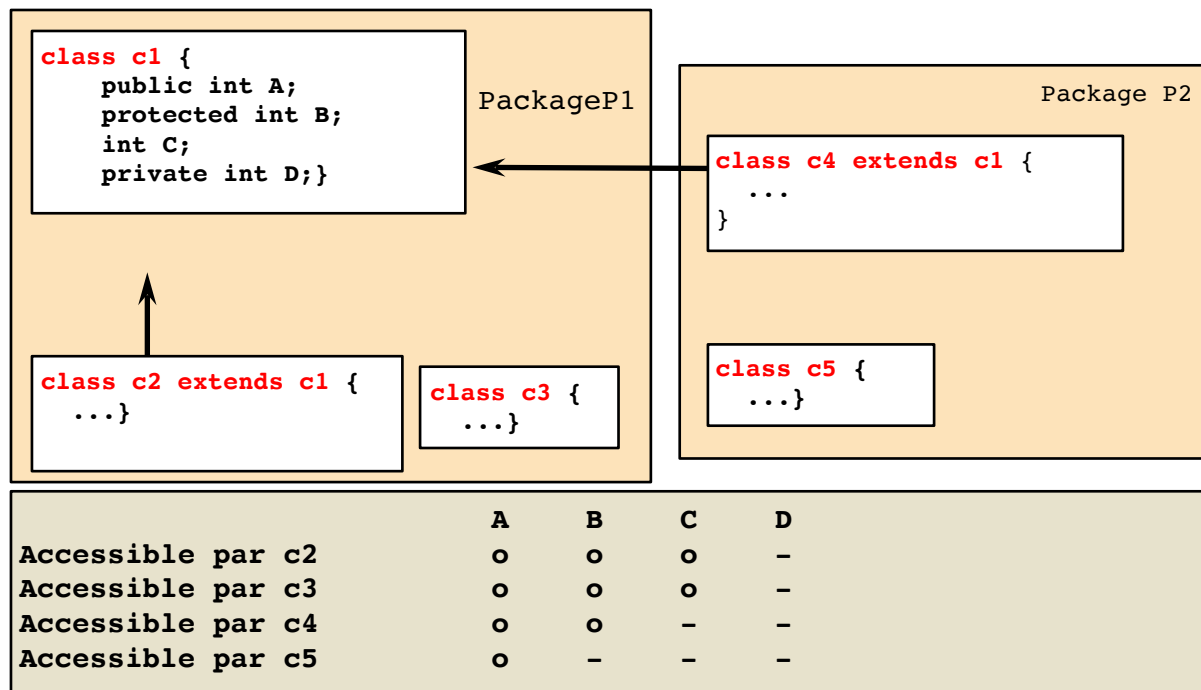 class c1 {
public int A;
protected int B;
int C;
private int D;}
PackageP1
Package P2
class c4 extends c1 {
...
}
class c2 extends c1 {
...}
class c3 {
...}
class c5 {
...}
A B C D
Accessible par c2 o o o –
Accessible par c3 o o o –
Accessible par c4 o o – –
Accessible par c5 o – – –